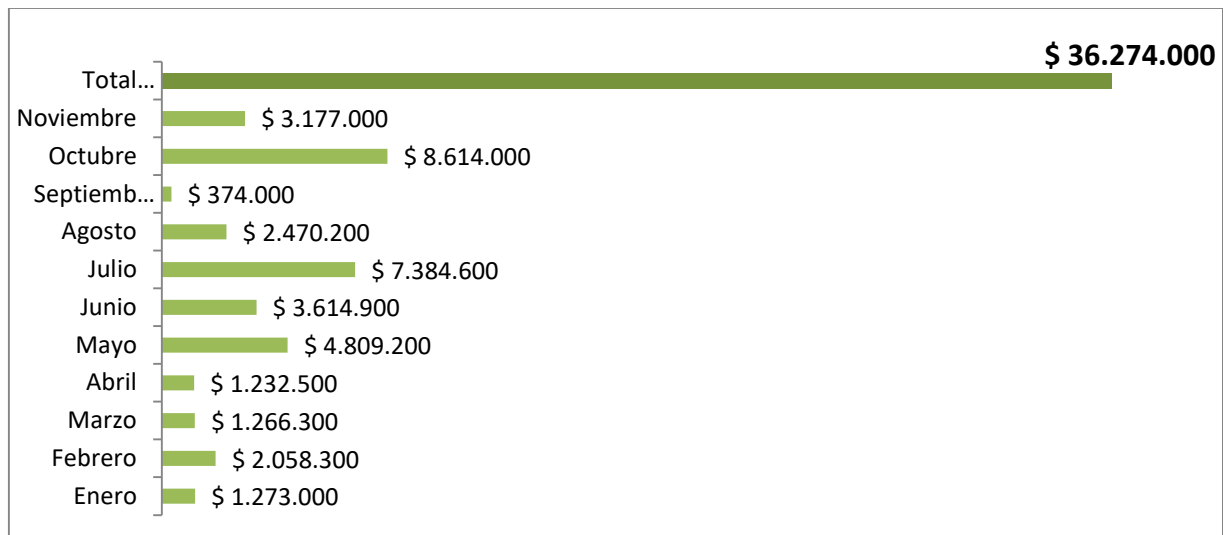 $ 36.274.000
Total...
Noviembre $ 3.177.000
Octubre $ 8.614.000
Septiemb... $ 374.000
Agosto $ 2.470.200
Julio $ 7.384.600
Junio $ 3.614.900
Mayo $ 4.809.200
Abril $ 1.232.500
Marzo $ 1.266.300
Febrero $ 2.058.300
Enero $ 1.273.000